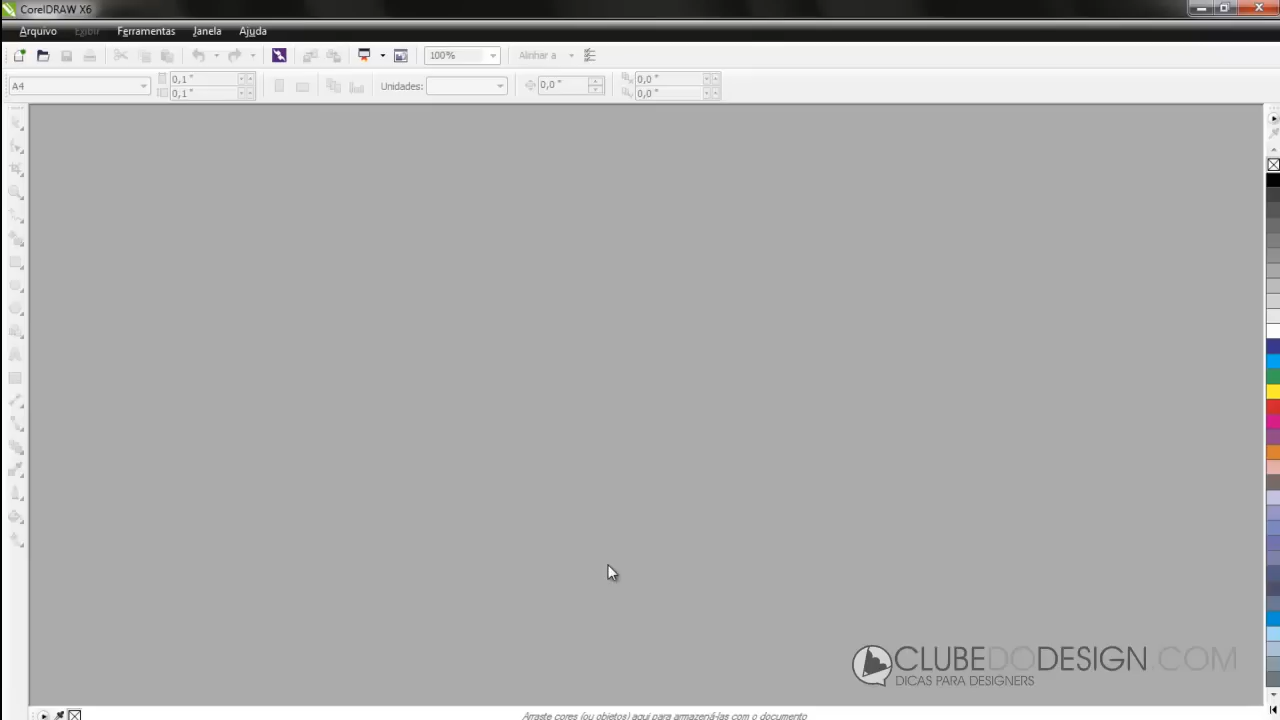 CorelDRAW X6
Arquivo Exibir Ferramentas Janela Ajuda
100% Alinhar a
A4 0,1 " Unidades: 0,0 " 0,0 "
0,1 " 0,0 "
CLUBEDODESIGN.COM
DICAS PARA DESIGNERS
Arraste cores (ou objetos) aqui para armazená-las com o documento